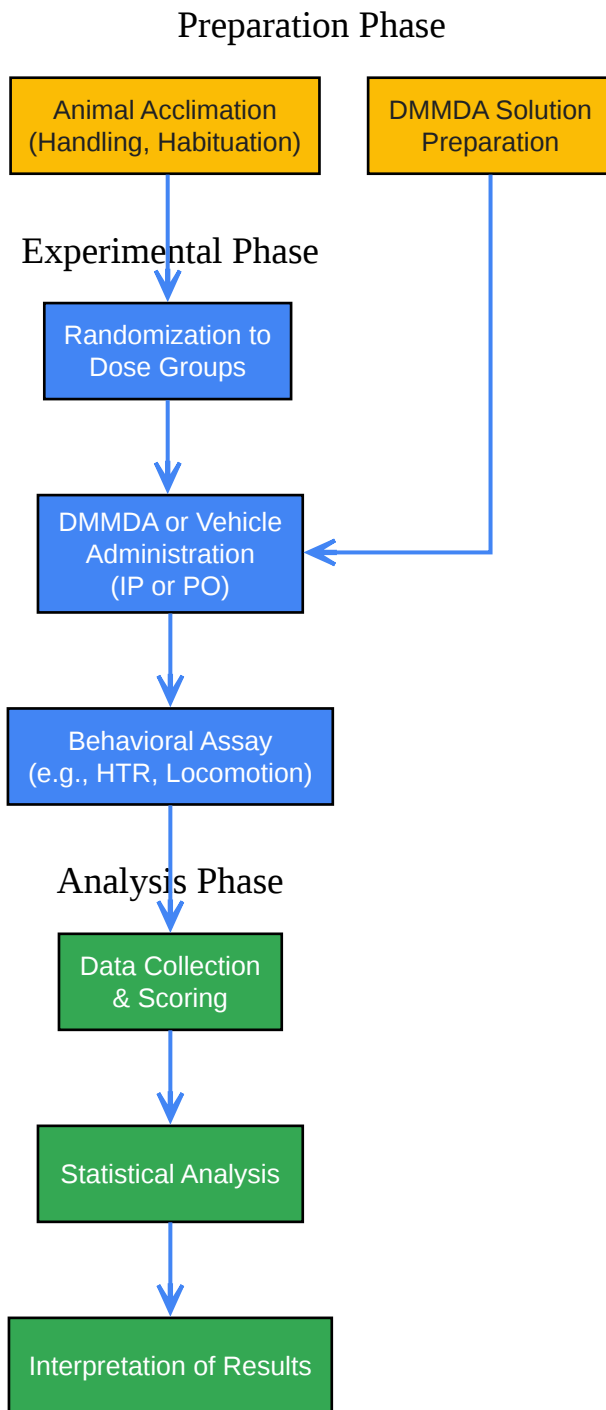 Preparation Phase
Animal Acclimation
(Handling, Habituation)
DMMDA Solution
Preparation
Experimental Phase
Randomization to
Dose Groups
DMMDA or Vehicle
Administration
(IP or PO)
Behavioral Assay
(e.g., HTR, Locomotion)
Analysis Phase
Data Collection
& Scoring
Statistical Analysis
Interpretation of Results